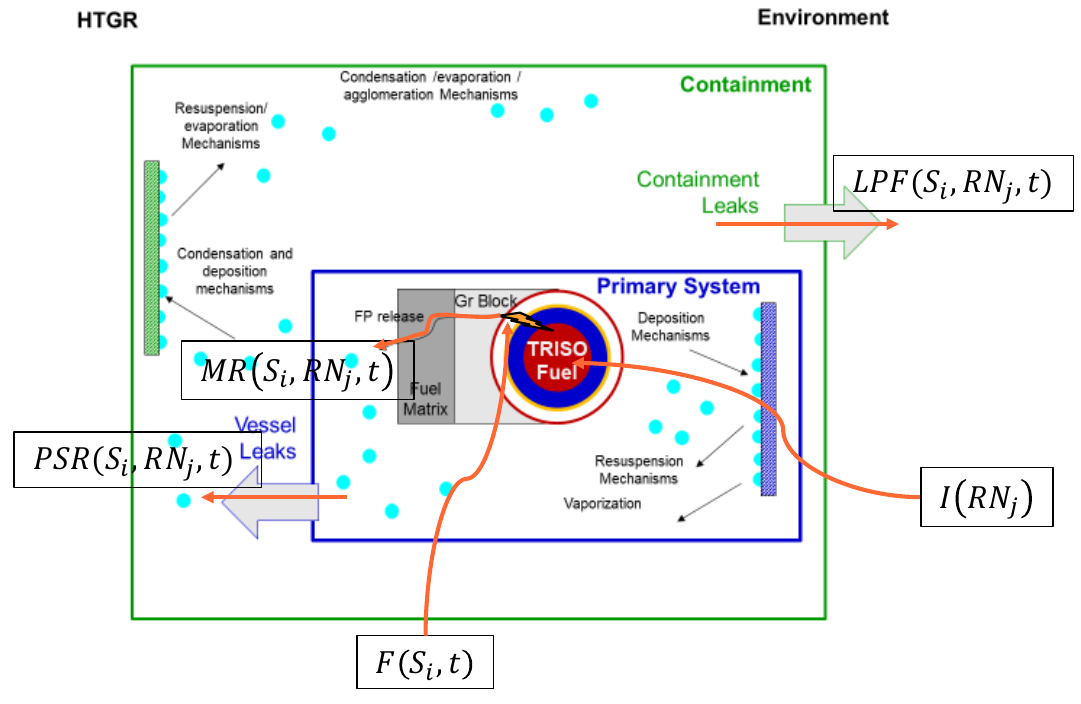 HTGR
Environment
Condensation /evaporation /
agglomeration Mechanisms
Containment
Resuspension/
evaporation
Mechanisms
Containment
Leaks
LPF(S_i, RN_j, t)
Condensation and
deposition
mechanisms
Primary System
Gr Block
FP release
Deposition
Mechanisms
TRISO
Fuel
MR(S_i, RN_j, t)
Fuel
Matrix
Vessel
Leaks
PSR(S_i, RN_j, t)
Resuspension
Mechanisms
Vaporization
I(RN_j)
F(S_i, t)